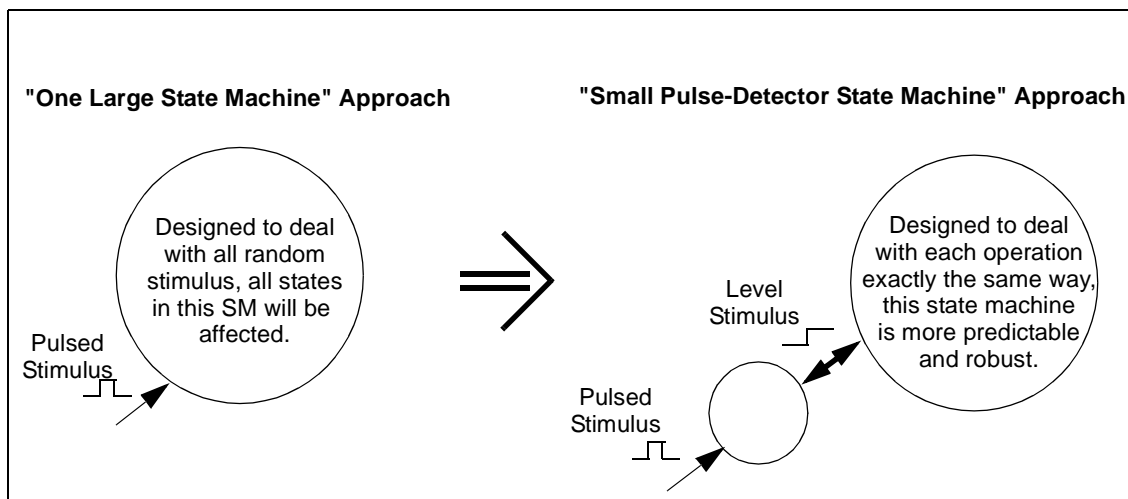 "One Large State Machine" Approach
"Small Pulse-Detector State Machine" Approach
Designed to deal
with all random
stimulus, all states
in this SM will be
affected.
Pulsed
Stimulus
Designed to deal
with each operation
exactly the same way,
this state machine
is more predictable
and robust.
Level
Stimulus
Pulsed
Stimulus